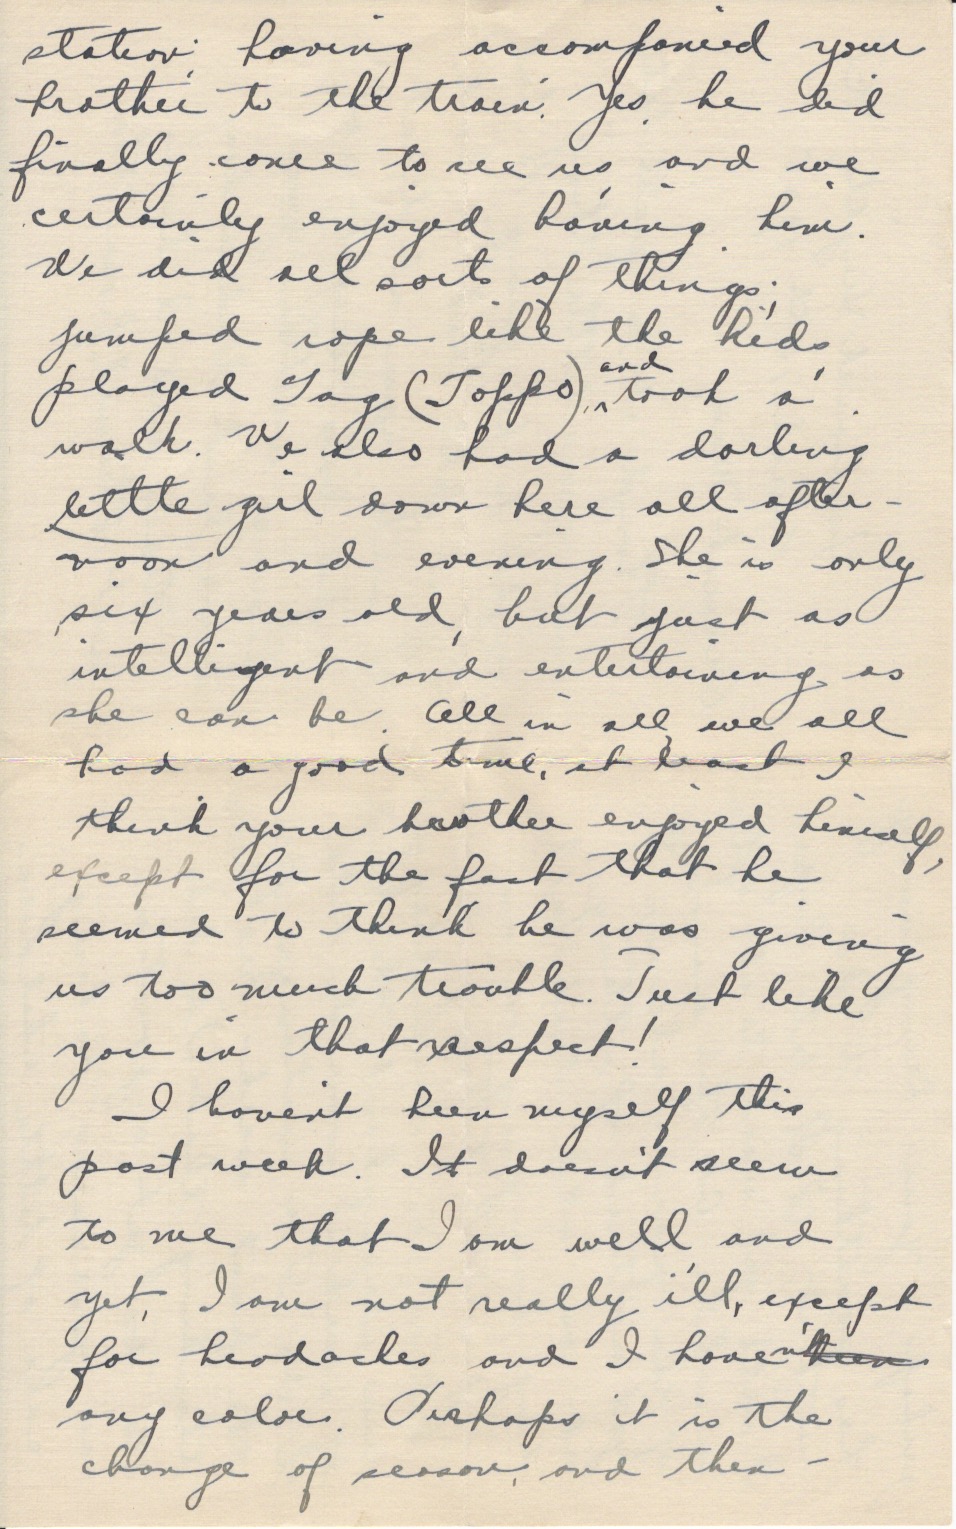 station, having accompanied your
brother to the train. Yes, he did
finally come to see us, and we
certainly enjoyed having him.
We did all sorts of things;
jumped rope like the kids,
played Tag (Toppo), and took a
walk. We also had a darling
little girl down here all after-
noon and evening. She is only
six years old, but just as
intelligent and entertaining as
she can be. All in all, we all
had a good time, at least I
think your brother enjoyed himself,
except for the fact that he
seemed to think he was giving
us too much trouble. Just like
you in that respect!
I haven't been myself this
past week. It doesn't seem
to me that I am well and
yet, I am not really ill, except
for headaches and I haven't been
any color. Perhaps it is the
change of season, and then -